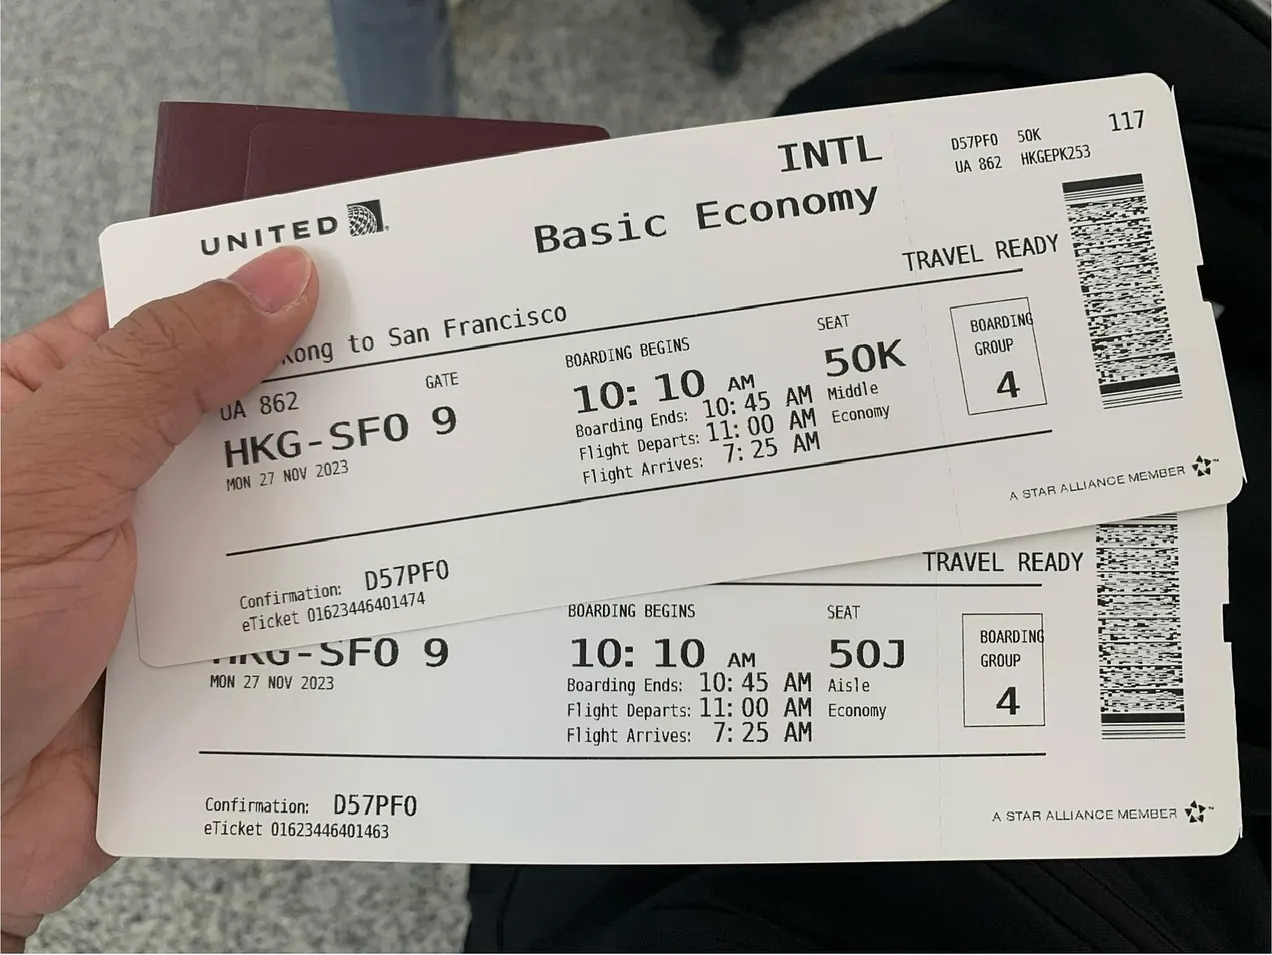 INTL
Basic Economy
D57PF0 50K
117
UA 862 HKGEPK253
UNITED
TRAVEL READY
Kong to San Francisco
UA 862
GATE
HKG-SFO 9
MON 27 NOV 2023
BOARDING BEGINS
10: 10 AM
Boarding Ends: 10: 45 AM
Flight Departs: 11: 00 AM
Flight Arrives: 7: 25 AM
SEAT
50K
Middle
Economy
BOARDING
GROUP
4
Confirmation: D57PF0
eTicket 01623446401474
A STAR ALLIANCE MEMBER
TRAVEL READY
HKG-SFO 9
MON 27 NOV 2023
BOARDING BEGINS
10: 10 AM
Boarding Ends: 10: 45 AM
Flight Departs: 11: 00 AM
Flight Arrives: 7: 25 AM
SEAT
50J
Aisle
Economy
BOARDING
GROUP
4
Confirmation: D57PF0
eTicket 01623446401463
A STAR ALLIANCE MEMBER